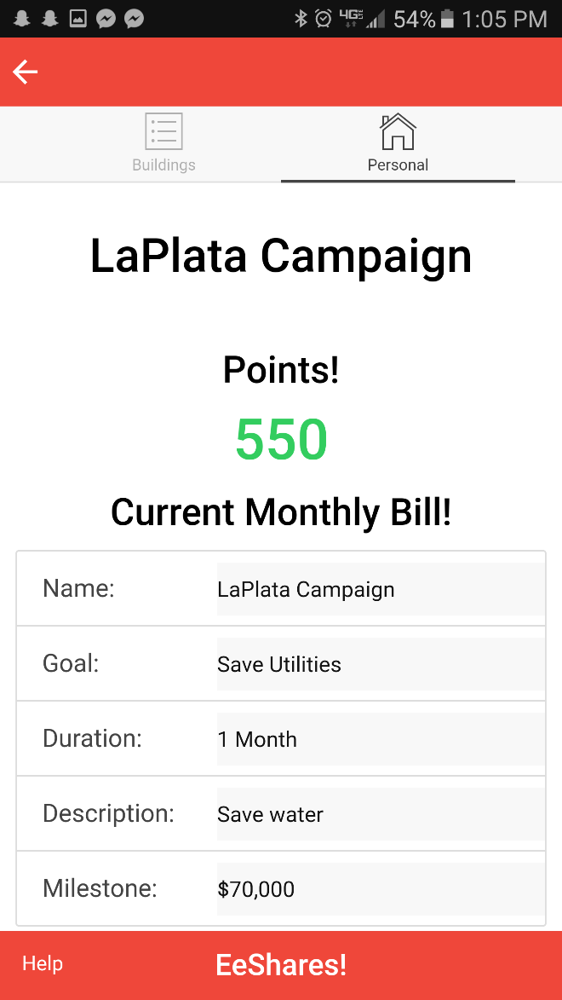 4G 54% 1:05 PM
Buildings
Personal
LaPlata Campaign
Points!
550
Current Monthly Bill!
Name: LaPlata Campaign
Goal: Save Utilities
Duration: 1 Month
Description: Save water
Milestone: $70,000
Help EeShares!